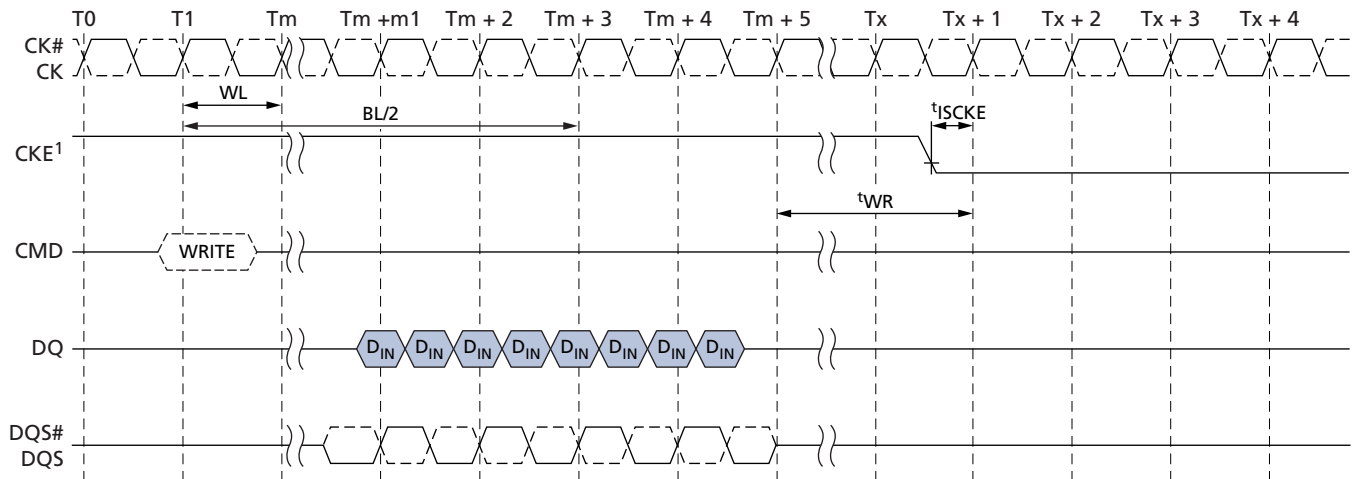 T0 T1 Tm Tm +m1 Tm + 2 Tm + 3 Tm + 4 Tm + 5 Tx Tx + 1 Tx + 2 Tx + 3 Tx + 4
CK#
CK
WL
BL/2
tISCKE
CKE1
tWR
CMD WRITE
DQ DIN DIN DIN DIN DIN DIN DIN DIN
DQS#
DQS